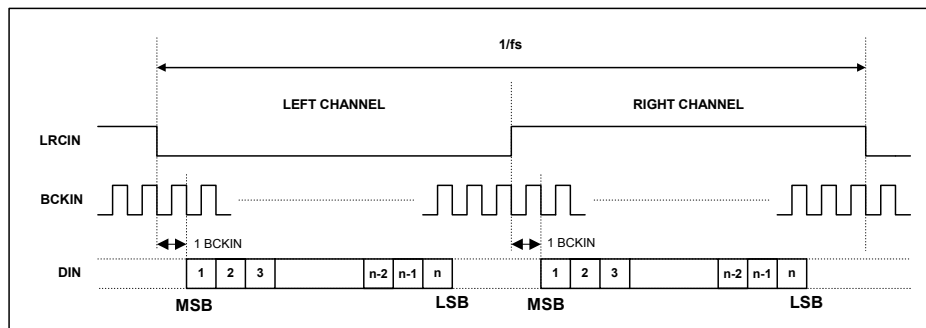 1/fs
LEFT CHANNEL RIGHT CHANNEL
LRCIN
BCKIN
1 BCKIN 1 BCKIN
DIN 1 2 3 n-2 n-1 n 1 2 3 n-2 n-1 n
MSB LSB MSB LSB